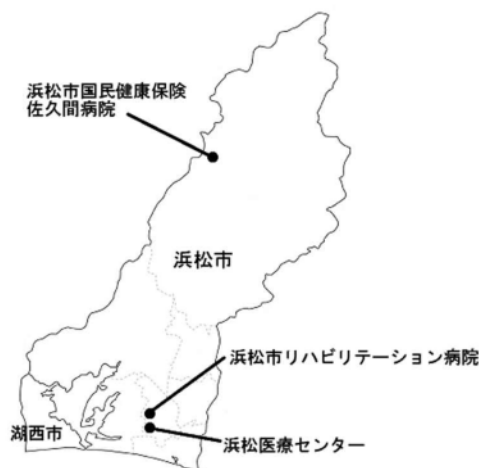 浜松市国民健康保険
佐久間病院
浜松市
浜松市リハビリテーション病院
湖西市
浜松医療センター